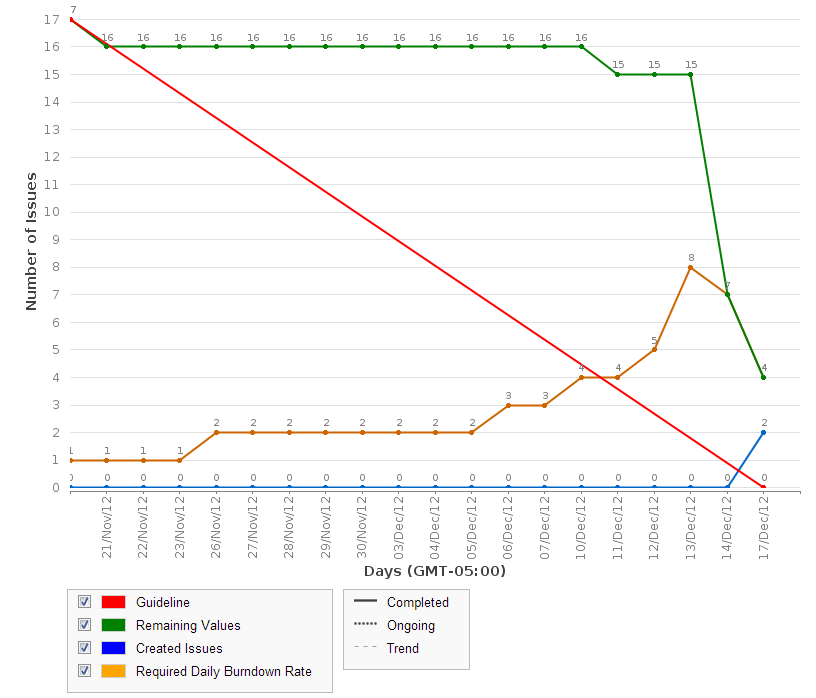 7
17
16 16 16 16 16 16 16 16 16 16 16 16 16 16 16
15 15 15 15
14
13
12
11
10
9
8 8
7 7
6
5 5
4 4 4 4
3 3 3
2 2 2 2 2 2 2 2 2 2
1 1 1 1 1
0 0 0 0 0 0 0 0 0 0 0 0 0 0 0 0 0 0 0 0
Number of Issues
21/Nov/12
22/Nov/12
23/Nov/12
26/Nov/12
27/Nov/12
28/Nov/12
29/Nov/12
30/Nov/12
03/Dec/12
04/Dec/12
05/Dec/12
06/Dec/12
07/Dec/12
10/Dec/12
11/Dec/12
12/Dec/12
13/Dec/12
14/Dec/12
17/Dec/12
Days (GMT-05:00)
Guideline
Remaining Values
Created Issues
Required Daily Burndown Rate
Completed
Ongoing
Trend